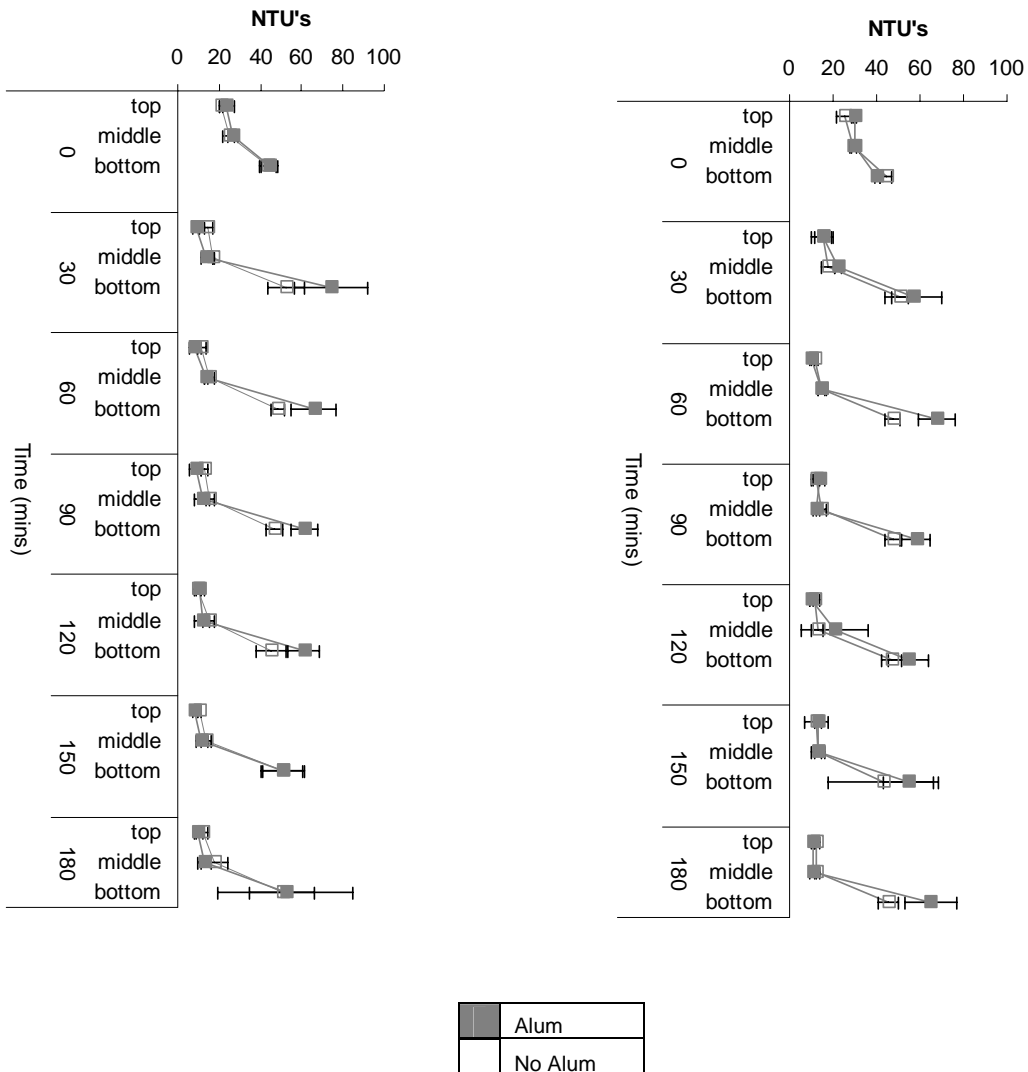 NTU's
0 20 40 60 80 100
top
middle
bottom
0
top
middle
bottom
30
top
middle
bottom
60
top
middle
bottom
90
top
middle
bottom
120
top
middle
bottom
150
top
middle
bottom
180
Time (mins)
NTU's
0 20 40 60 80 100
top
middle
bottom
0
top
middle
bottom
30
top
middle
bottom
60
top
middle
bottom
90
top
middle
bottom
120
top
middle
bottom
150
top
middle
bottom
180
Time (mins)
Alum
No Alum